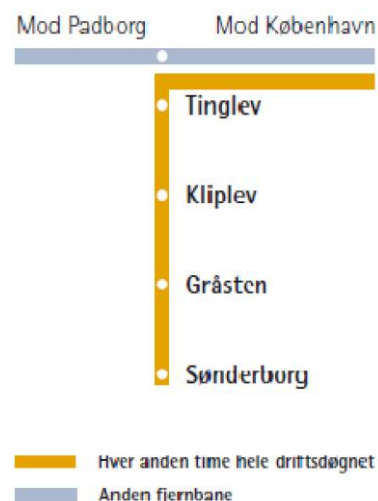 Mod Padborg Mod København
Tinglev
Kliplev
Gråsten
Sønderborg
Hver anden time hele driftsdøgnet
Anden fjernbane